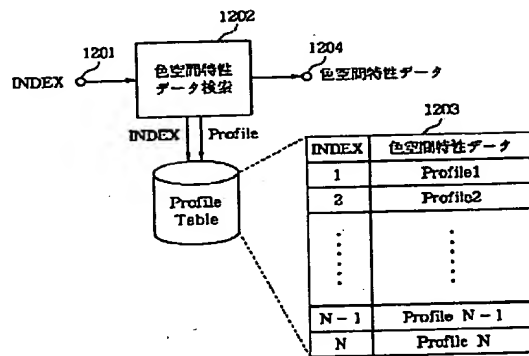 1202
1201
1204
INDEX
色空間特性
データ検索
色空間特性データ
INDEX
Profile
1203
Profile
Table
INDEX 色空間特性データ
1 Profile1
2 Profile2
N-1 Profile N-1
N Profile N